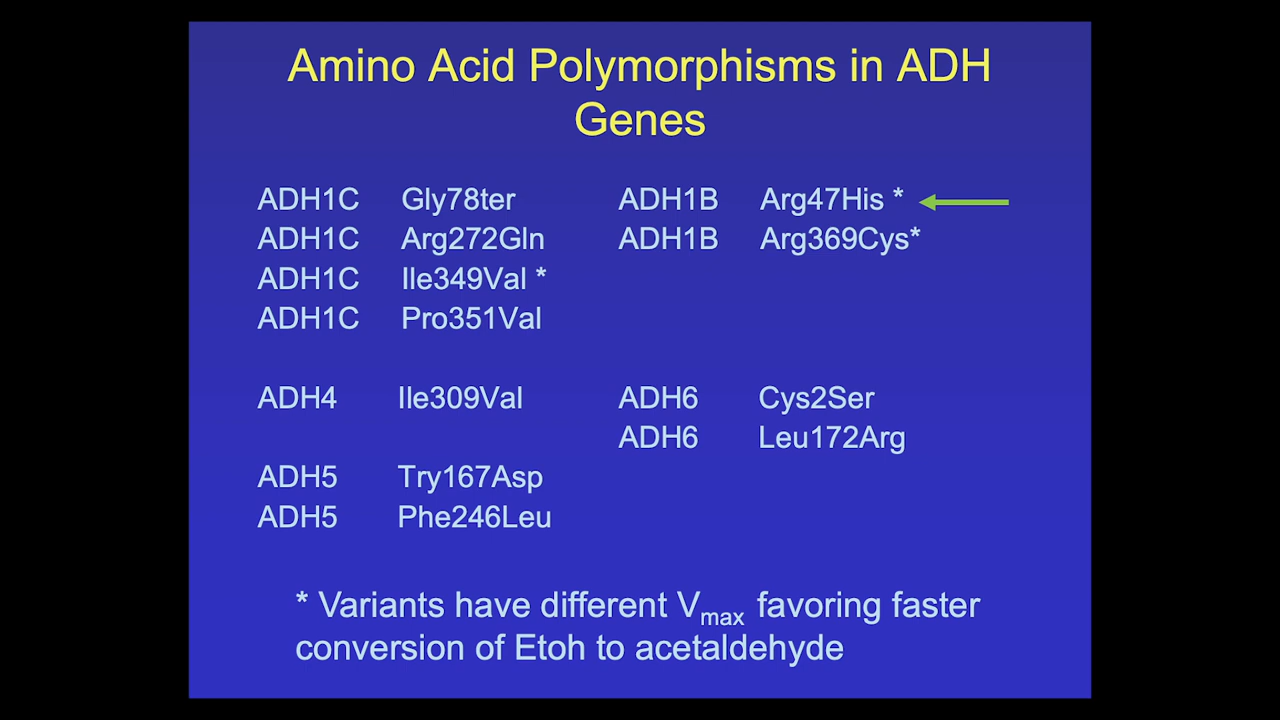 Amino Acid Polymorphisms in ADH
Genes
ADH1C Gly78ter ADH1B Arg47His *
ADH1C Arg272Gln ADH1B Arg369Cys*
ADH1C Ile349Val *
ADH1C Pro351Val
ADH4 Ile309Val ADH6 Cys2Ser
ADH6 Leu172Arg
ADH5 Try167Asp
ADH5 Phe246Leu
* Variants have different Vmax favoring faster
conversion of Etoh to acetaldehyde